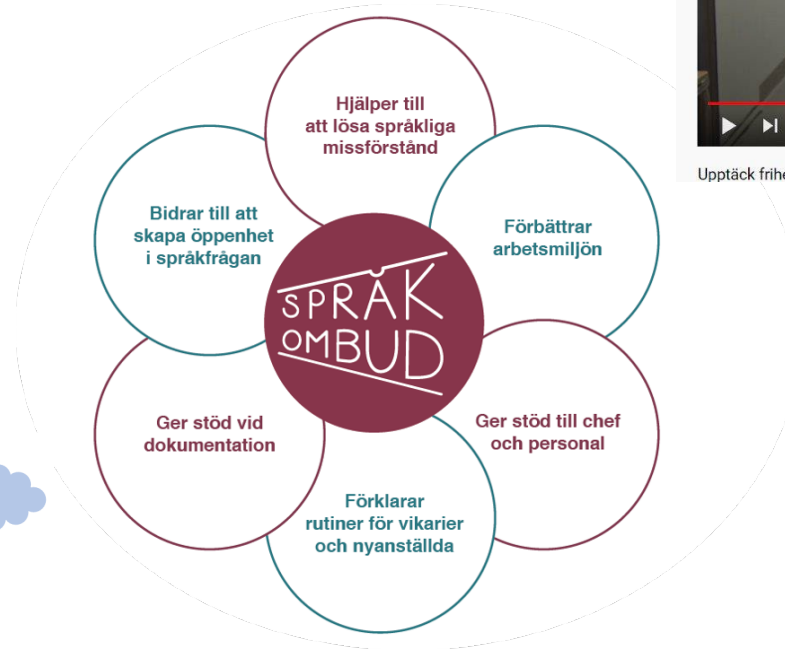 Hjälper till
att lösa språkliga
missförstånd
Bidrar till att
skapa öppenhet
i språkfrågan
Förbättrar
arbetsmiljön
SPRÅK
OMBUD
Ger stöd vid
dokumentation
Ger stöd till chef
och personal
Förklarar
rutiner för vikarier
och nyanställda
Upptäck